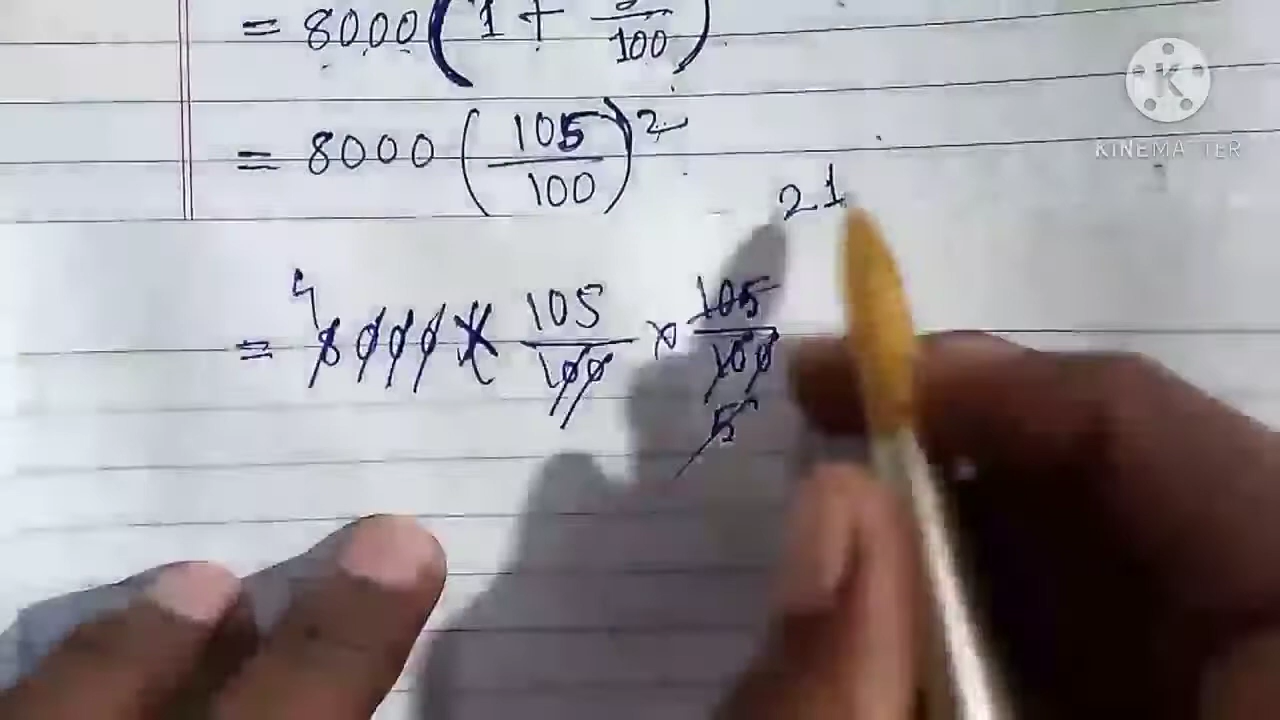 = 8000 ( 1 + /100 )
= 8000 ( 105/100 )2
21
4
= 8000 X 105/100 x 105/100
5
K
KINEMASTER